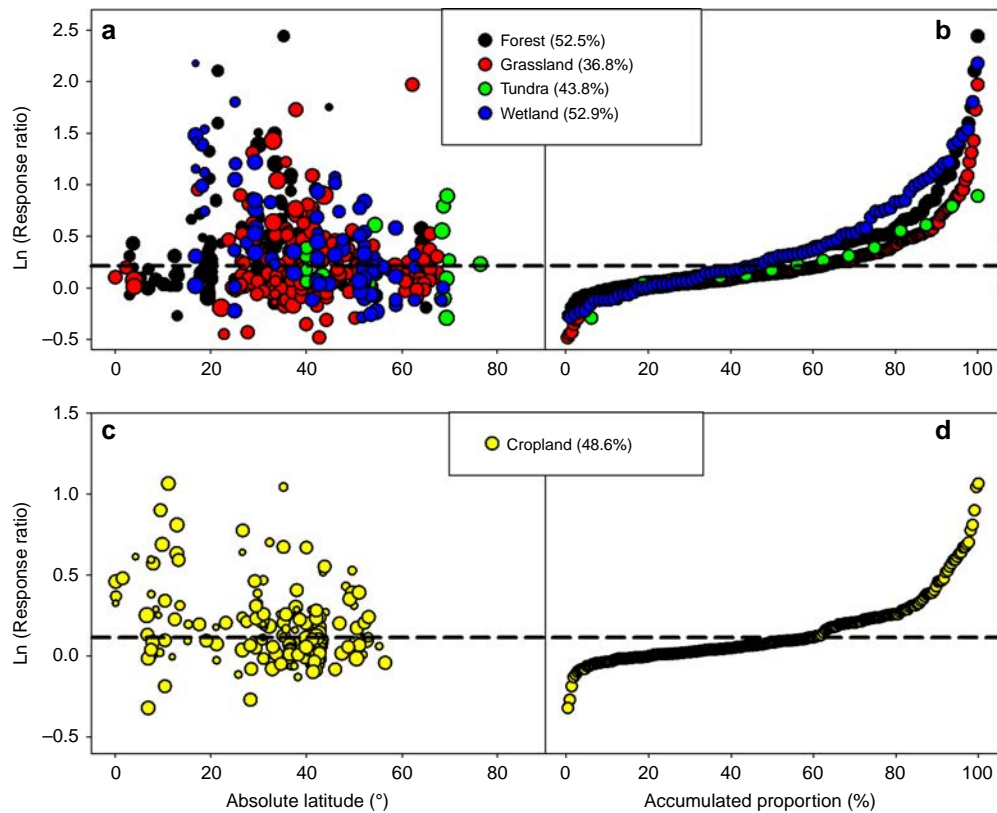 a
b
Forest (52.5%)
Grassland (36.8%)
Tundra (43.8%)
Wetland (52.9%)
Ln (Response ratio)
2.5
2.0
1.5
1.0
0.5
0.0
–0.5
0 20 40 60 80
0 20 40 60 80 100
c
d
Cropland (48.6%)
Ln (Response ratio)
1.5
1.0
0.5
0.0
–0.5
0 20 40 60 80
0 20 40 60 80 100
Absolute latitude (°)
Accumulated proportion (%)